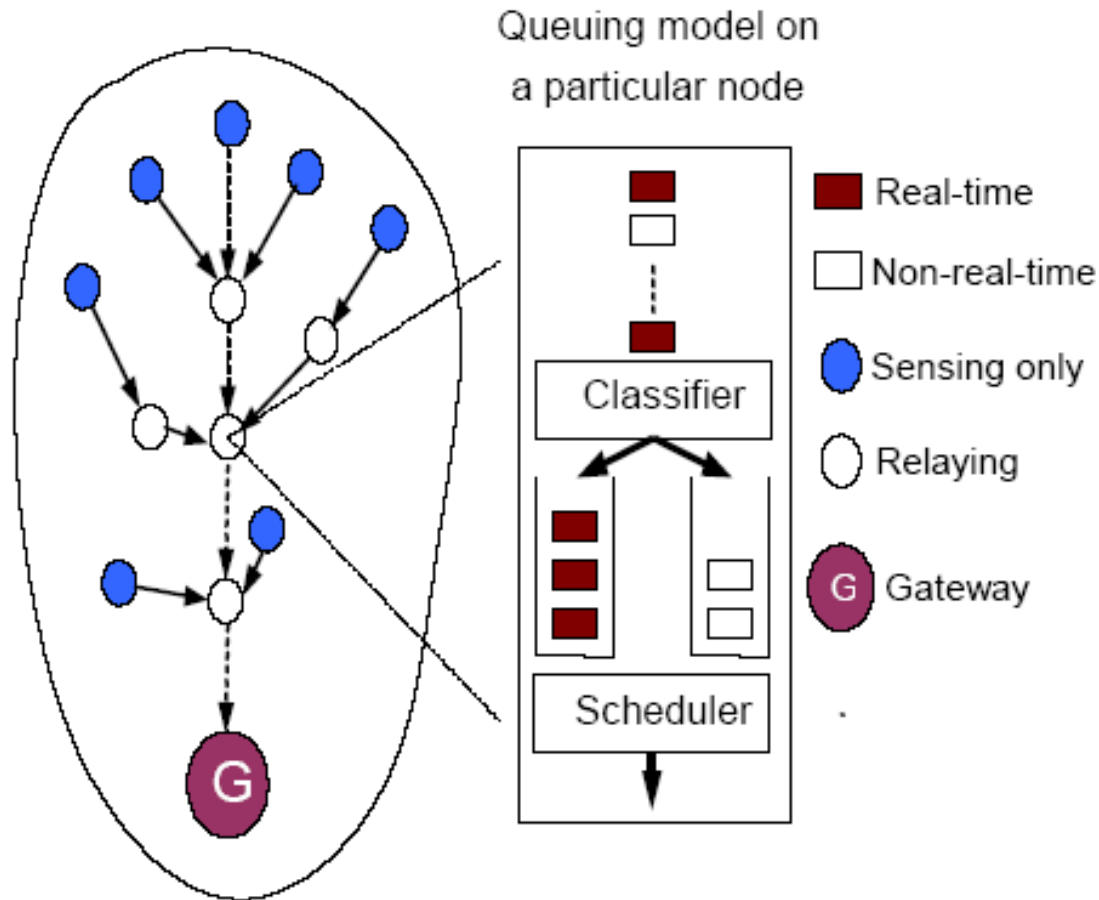 Queuing model on
a particular node
Real-time
Non-real-time
Classifier
Sensing only
Relaying
G
Gateway
Scheduler
G